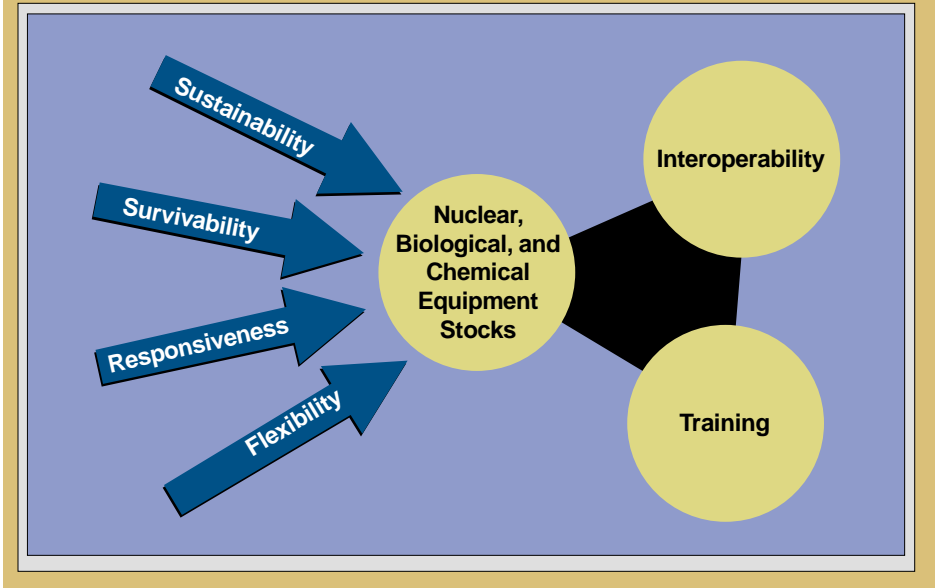 Sustainability
Survivability
Responsiveness
Flexibility
Nuclear,
Biological, and
Chemical
Equipment
Stocks
Interoperability
Training